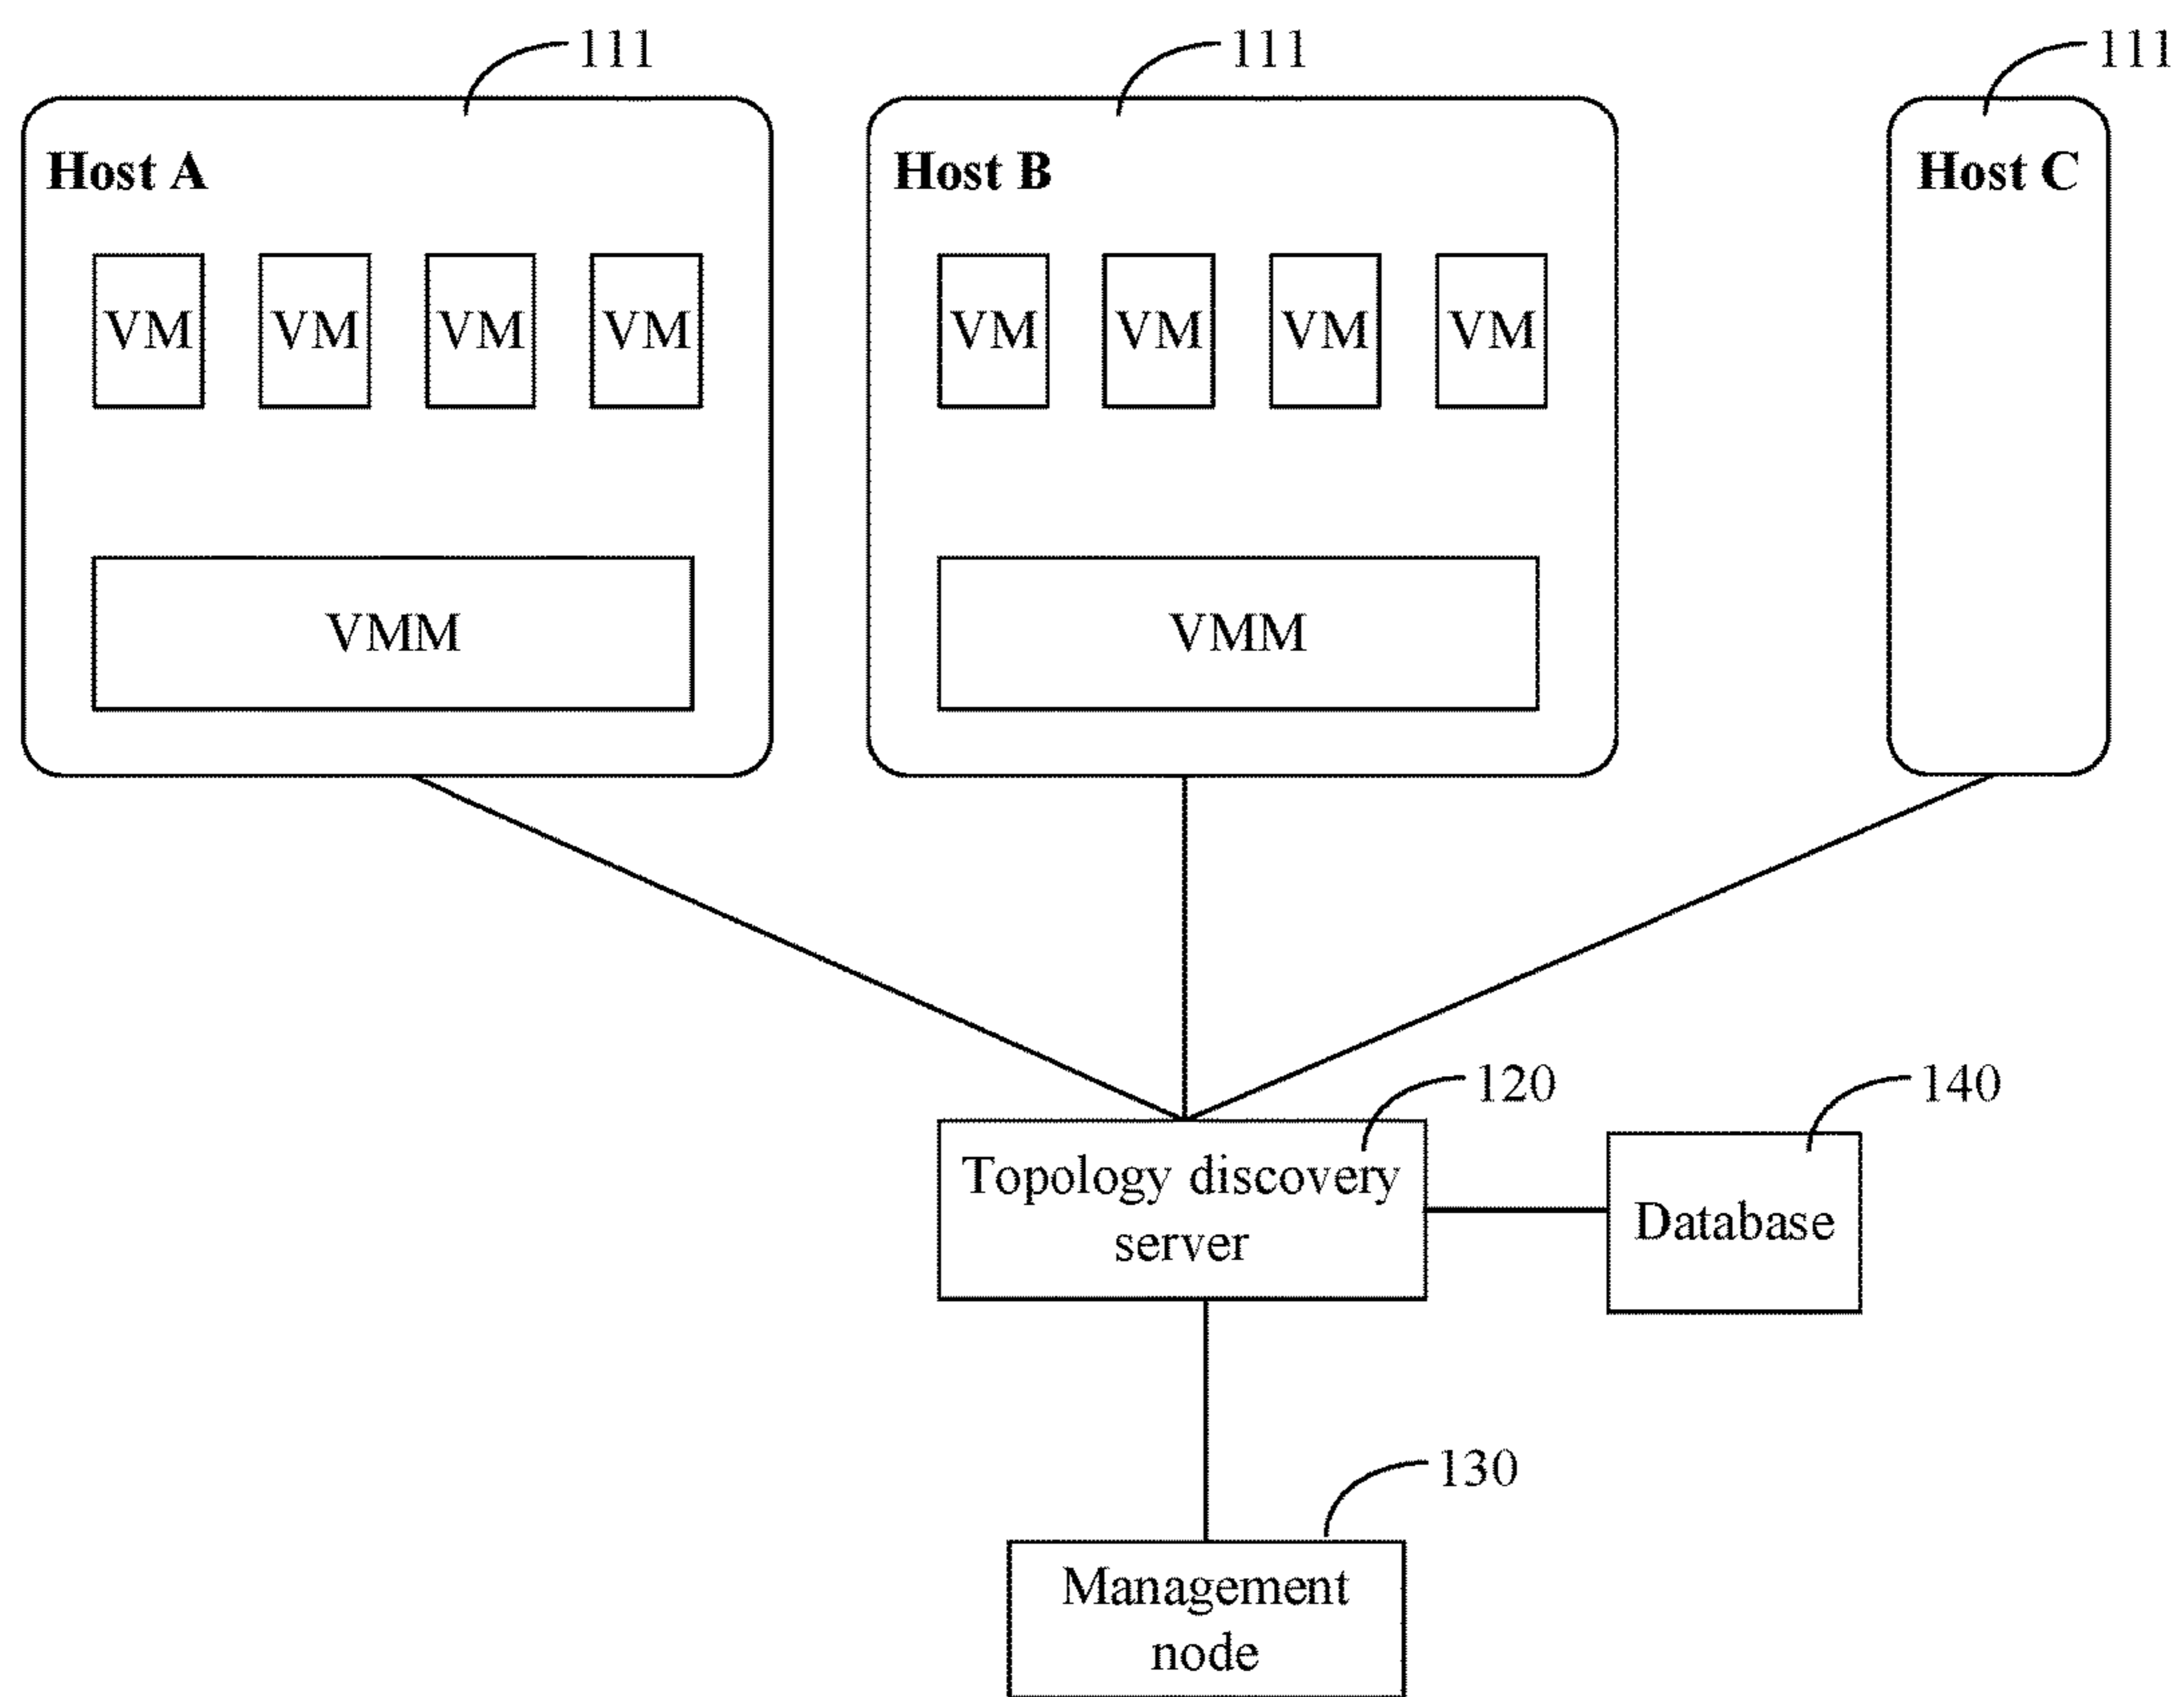 111
111
111
Host A
Host B
Host C
VM
VM
VM
VM
VM
VM
VM
VM
VMM
VMM
120
140
Topology discovery
server
Database
130
Management
node